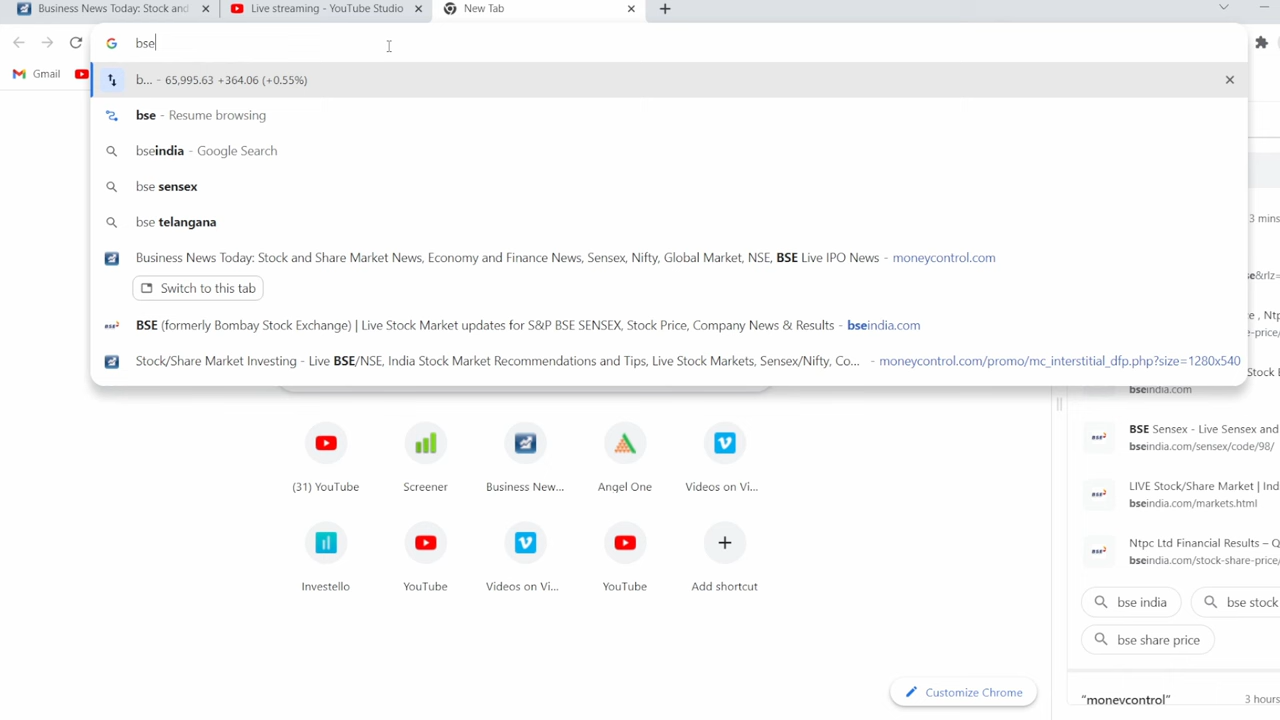 Business News Today: Stock and
Live streaming - YouTube Studio
New Tab
bse
Gmail
b... - 65,995.63 +364.06 (+0.55%)
bse - Resume browsing
bseindia - Google Search
bse sensex
bse telangana
Business News Today: Stock and Share Market News, Economy and Finance News, Sensex, Nifty, Global Market, NSE, BSE Live IPO News - moneycontrol.com
Switch to this tab
BSE (formerly Bombay Stock Exchange) | Live Stock Market updates for S&P BSE SENSEX, Stock Price, Company News & Results - bseindia.com
Stock/Share Market Investing - Live BSE/NSE, India Stock Market Recommendations and Tips, Live Stock Markets, Sensex/Nifty, Co... - moneycontrol.com/promo/mc_interstitial_dfp.php?size=1280x540
(31) YouTube
Screener
Business New...
Angel One
Videos on Vi...
Investello
YouTube
Videos on Vi...
YouTube
Add shortcut
Customize Chrome
3 mins
e&rlz=
e , Ntp
e-price/
tock E
bseindia.com
BSE Sensex - Live Sensex and
bseindia.com/sensex/code/98/
LIVE Stock/Share Market | Ind
bseindia.com/markets.html
Ntpc Ltd Financial Results – Q
bseindia.com/stock-share-price/
bse india
bse stock
bse share price
"moneycontrol"
3 hours